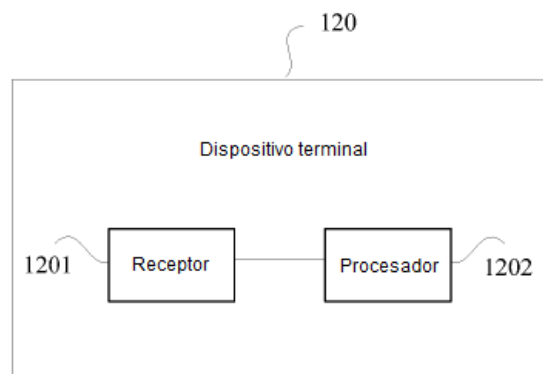 120
Dispositivo terminal
1201
Receptor
Procesador
1202